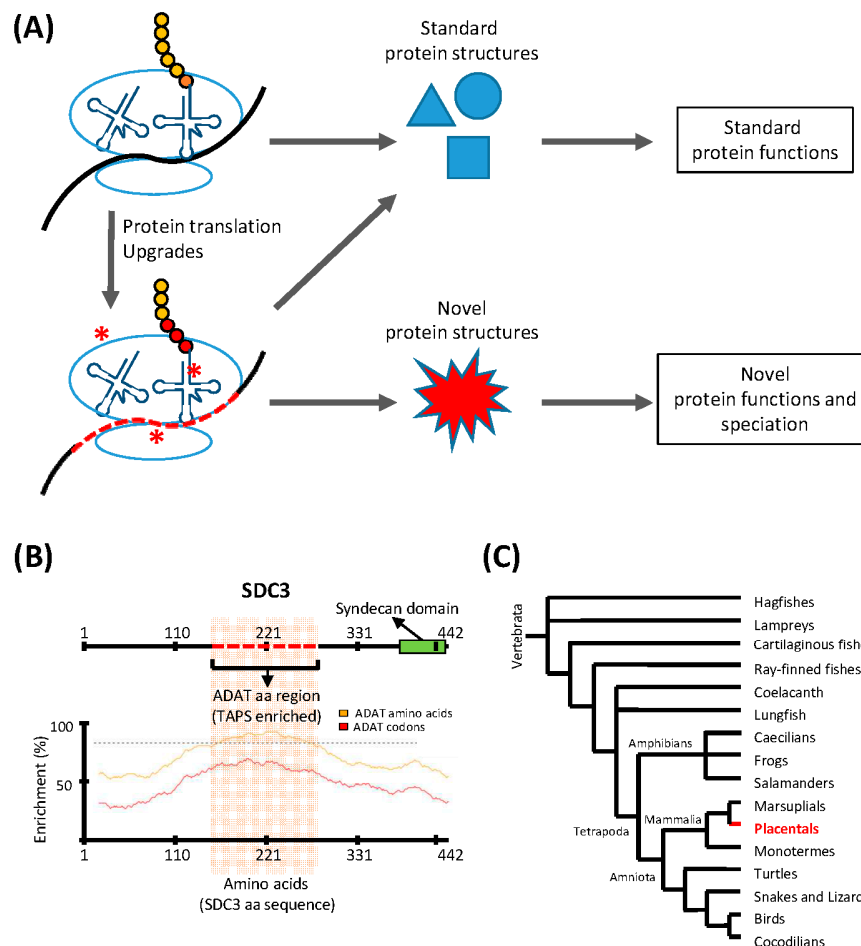 (A)
Standard
protein structures
Standard
protein functions
Protein translation
Upgrades
*
Novel
protein structures
*
*
Novel
protein functions and
speciation
(B)
SDC3
Syndecan domain
1 110 221 331 442
ADAT aa region
(TAPS enriched)
ADAT amino acids
ADAT codons
100
50
Enrichment (%)
1 110 221 331 442
Amino acids
(SDC3 aa sequence)
(C)
Vertebrata
Hagfishes
Lampreys
Cartilaginous fishe
Ray-finned fishes
Coelacanth
Lungfish
Amphibians
Caecilians
Frogs
Salamanders
Tetrapoda
Mammalia
Marsuplials
Placentals
Monotermes
Amniota
Turtles
Snakes and Lizard
Birds
Cocodilians